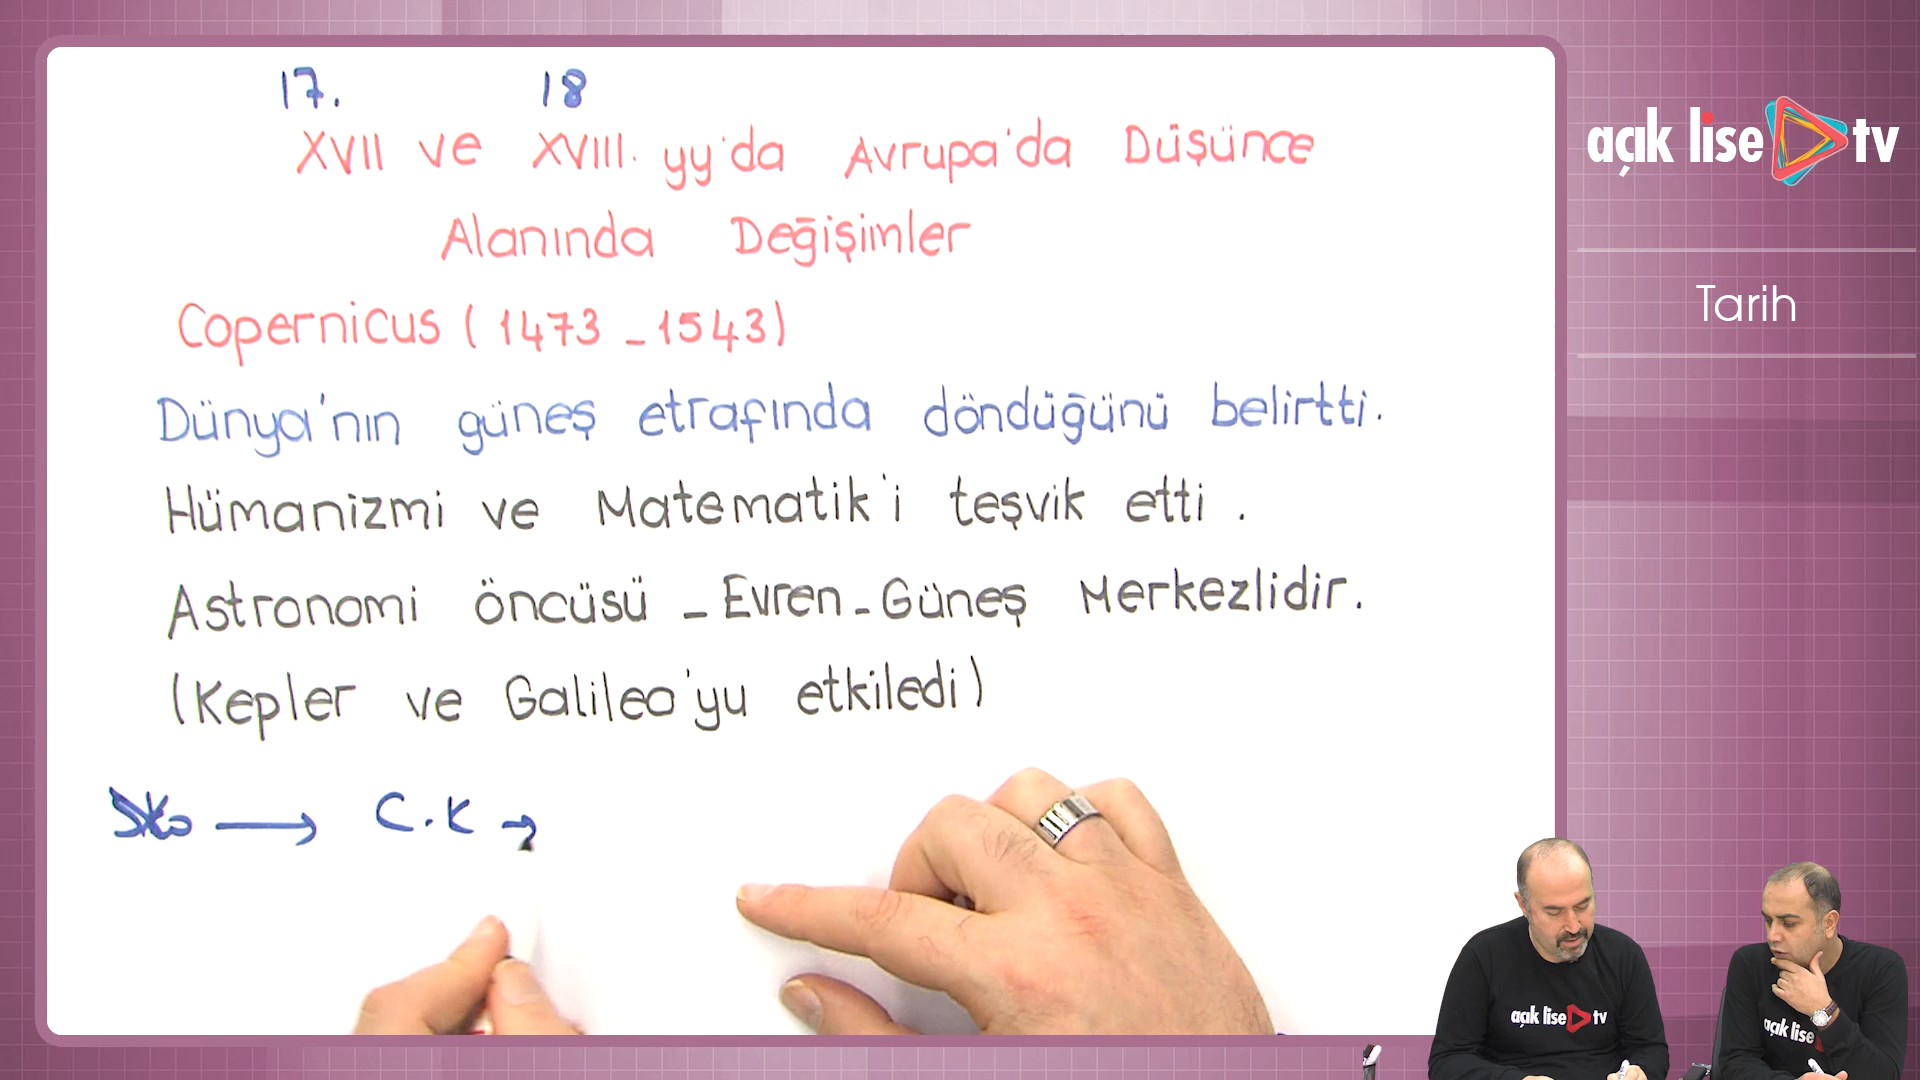 17. 18
XVII ve XVIII. yy'da Avrupa'da Düşünce
Alanında Değişimler
Copernicus (1473 - 1543)
Dünya'nın güneş etrafında döndüğünü belirtti.
Hümanizmi ve Matematik'i teşvik etti.
Astronomi öncüsü - Evren - Güneş Merkezlidir.
(Kepler ve Galileo'yu etkiledi)
→ C.K →
açık lise tv
Tarih
açık lise tv
açık lise